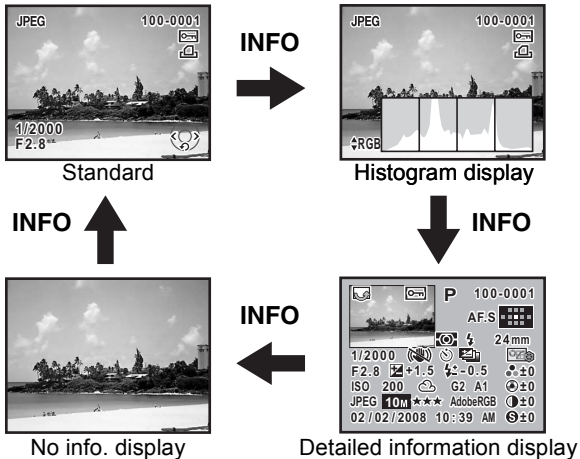 JPEG 100-0001
1/2000
F2.8
Standard
INFO
JPEG 100-0001
RGB
Histogram display
INFO
P 100-0001
AF.S
24mm
1/2000
F2.8 +1.5 -0.5 ±0
ISO 200 G2 A1 ±0
JPEG 10M ★★★ AdobeRGB ±0
02/02/2008 10:39 AM S±0
Detailed information display
INFO
No info. display
INFO